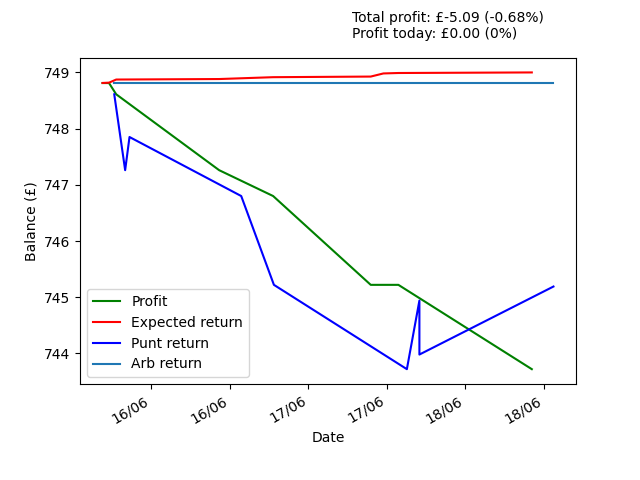 Total profit: £-5.09 (-0.68%)
Profit today: £0.00 (0%)
749
748
747
746
745
744
Balance (£)
Profit
Expected return
Punt return
Arb return
16/06
16/06
17/06
17/06
18/06
18/06
Date